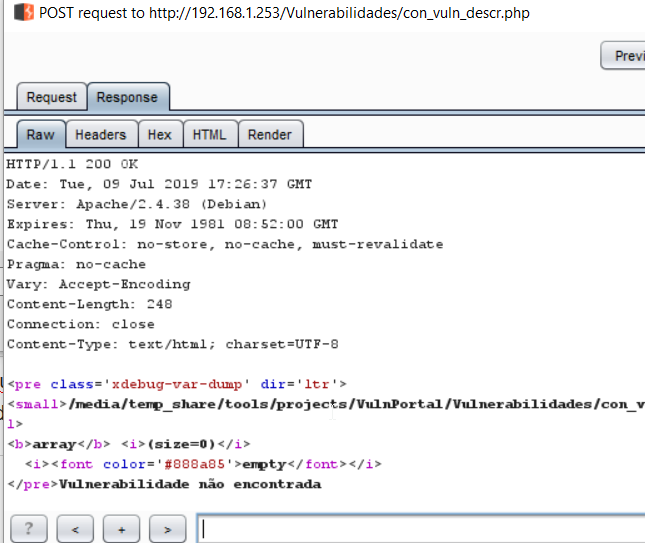 POST request to http://192.168.1.253/Vulnerabilidades/con_vuln_descr.php
Previ
Request Response
Raw Headers Hex HTML Render
HTTP/1.1 200 OK
Date: Tue, 09 Jul 2019 17:26:37 GMT
Server: Apache/2.4.38 (Debian)
Expires: Thu, 19 Nov 1981 08:52:00 GMT
Cache-Control: no-store, no-cache, must-revalidate
Pragma: no-cache
Vary: Accept-Encoding
Content-Length: 248
Connection: close
Content-Type: text/html; charset=UTF-8
<pre class='xdebug-var-dump' dir='ltr'>
<small>/media/temp_share/tools/projects/VulnPortal/Vulnerabilidades/con_v
l>
<b>array</b> <i>(size=0)</i>
  <i><font color='#888a85'>empty</font></i>
</pre>Vulnerabilidade não encontrada
? < + >